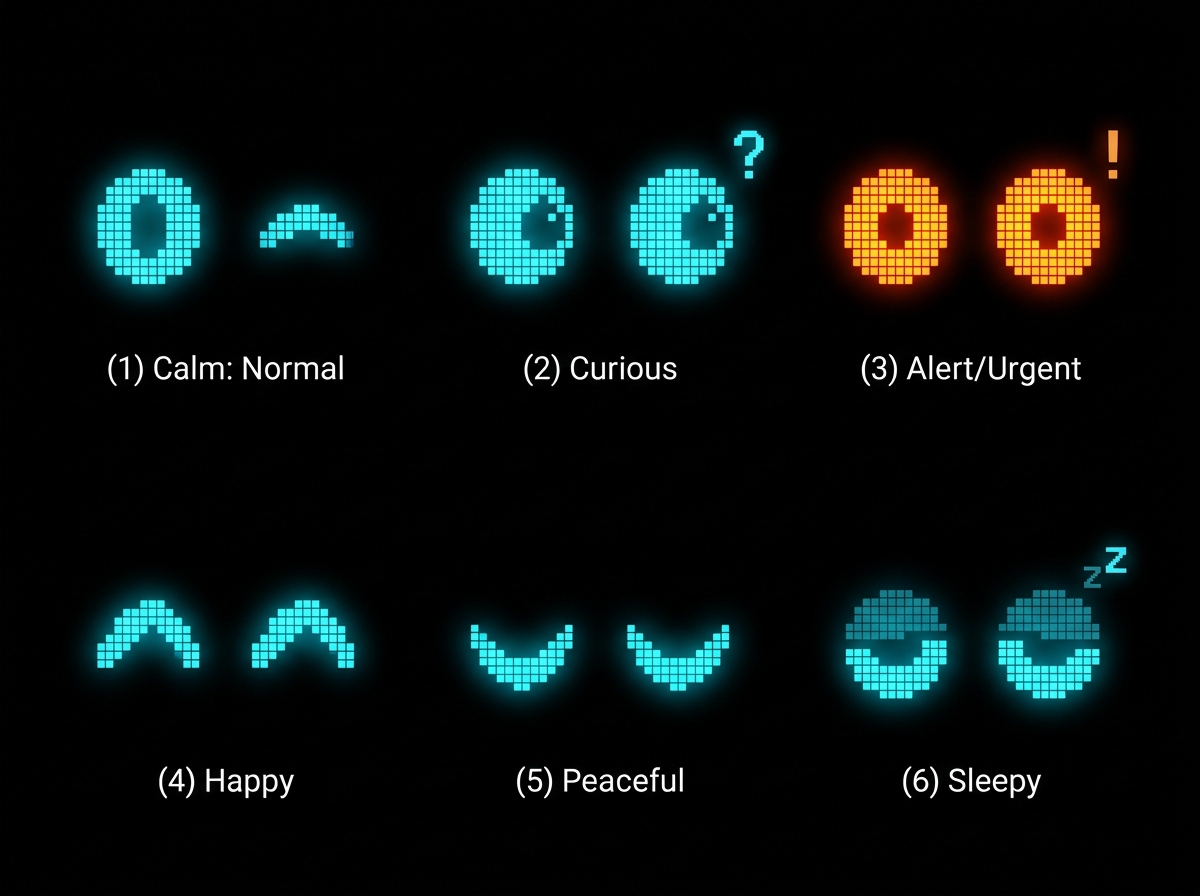 ?
!
(1) Calm: Normal
(2) Curious
(3) Alert/Urgent
z Z
(4) Happy
(5) Peaceful
(6) Sleepy